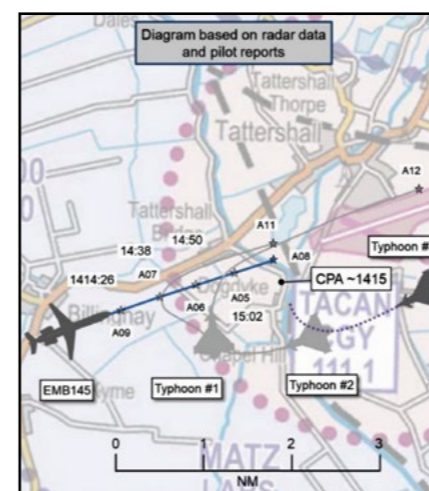 Dales
Diagram based on radar data
and pilot reports
Tattershall
Thorpe
Tattershall
A12
Tattershall
Bridge
A11
14:50
14:38
Typhoon #
A08
A07
1414:26
Dogdyke
CPA ~1415
A05
A06
Billinghay
15:02
TACAN
A09
GY
Chapel Hill
111.1
EMB145
Typhoon #1
Typhoon #2
0
1
2
3
MATZ
NM